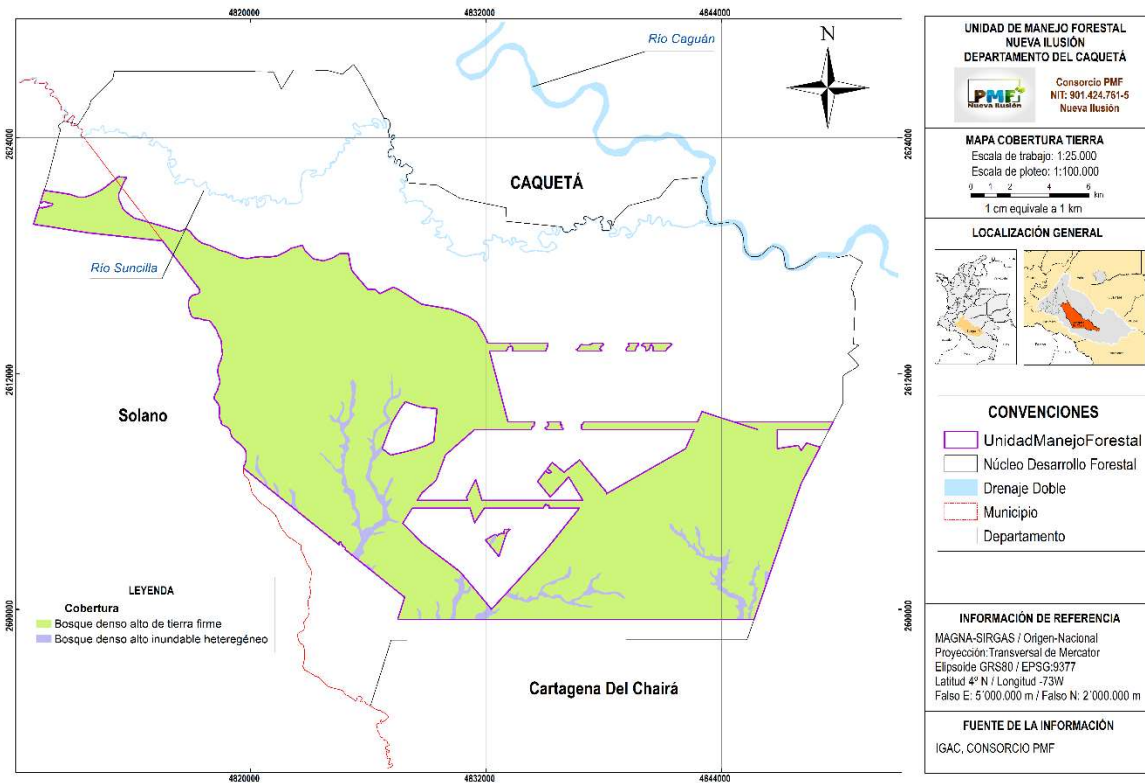 4820000
4832000
4844000
Río Caguán
N
2624000
2624000
CAQUETÁ
Río Suncilla
2612000
2612000
Solano
2600000
2600000
LEYENDA
Cobertura
Bosque denso alto de tierra firme
Bosque denso alto inundable heteregéneo
Cartagena Del Chairá
4820000
4832000
4844000
UNIDAD DE MANEJO FORESTAL
NUEVA ILUSIÓN
DEPARTAMENTO DEL CAQUETÁ
PMF
Nueva Ilusión
Consorcio PMF
NIT: 901.424.761-5
Nueva Ilusión
MAPA COBERTURA TIERRA
Escala de trabajo: 1:25.000
Escala de ploteo: 1:100.000
0 1 2 4 6
km
1 cm equivale a 1 km
LOCALIZACIÓN GENERAL
CONVENCIONES
UnidadManejoForestal
Núcleo Desarrollo Forestal
Drenaje Doble
Municipio
Departamento
INFORMACIÓN DE REFERENCIA
MAGNA-SIRGAS / Origen-Nacional
Proyección:Transversal de Mercator
Elipsoide GRS80 / EPSG:9377
Latitud 4º N / Longitud -73W
Falso E: 5´000.000 m / Falso N: 2´000.000 m
FUENTE DE LA INFORMACIÓN
IGAC, CONSORCIO PMF